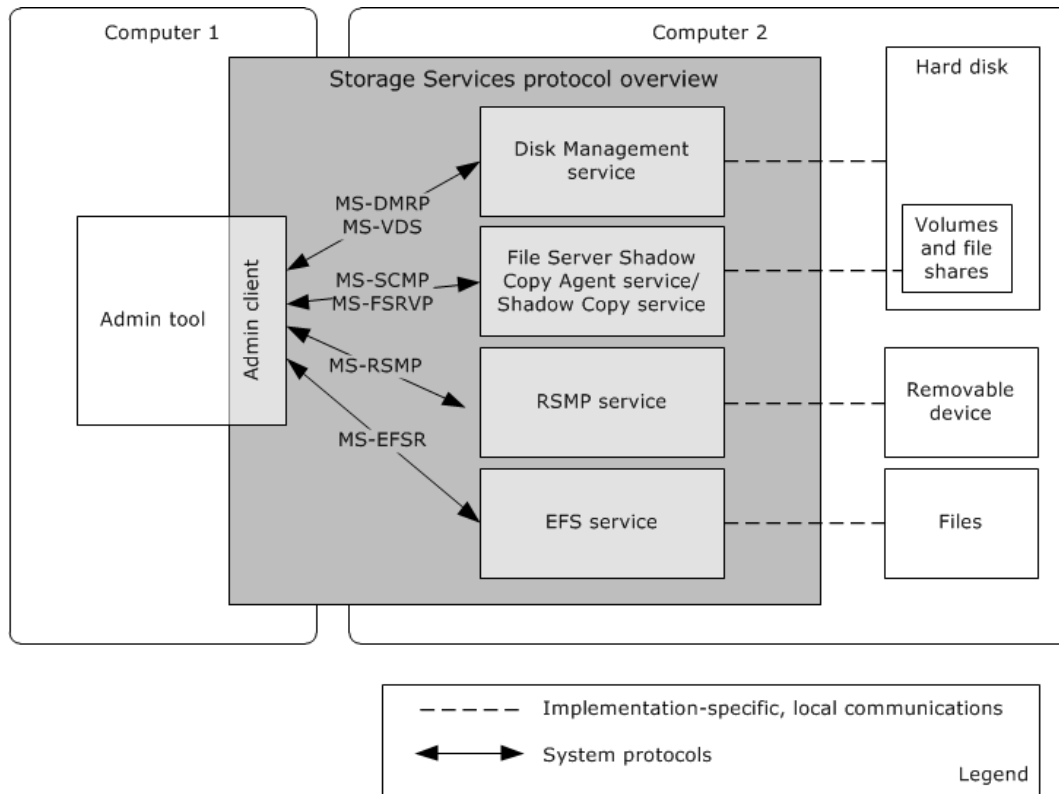 Computer 1
Computer 2
Storage Services protocol overview
Hard disk
Disk Management
service
MS-DMRP
MS-VDS
Volumes
and file
shares
File Server Shadow
Copy Agent service/
Shadow Copy service
MS-SCMP
MS-FSRVP
Admin tool
Admin client
MS-RSMP
RSMP service
Removable
device
MS-EFSR
EFS service
Files
Implementation-specific, local communications
System protocols
Legend